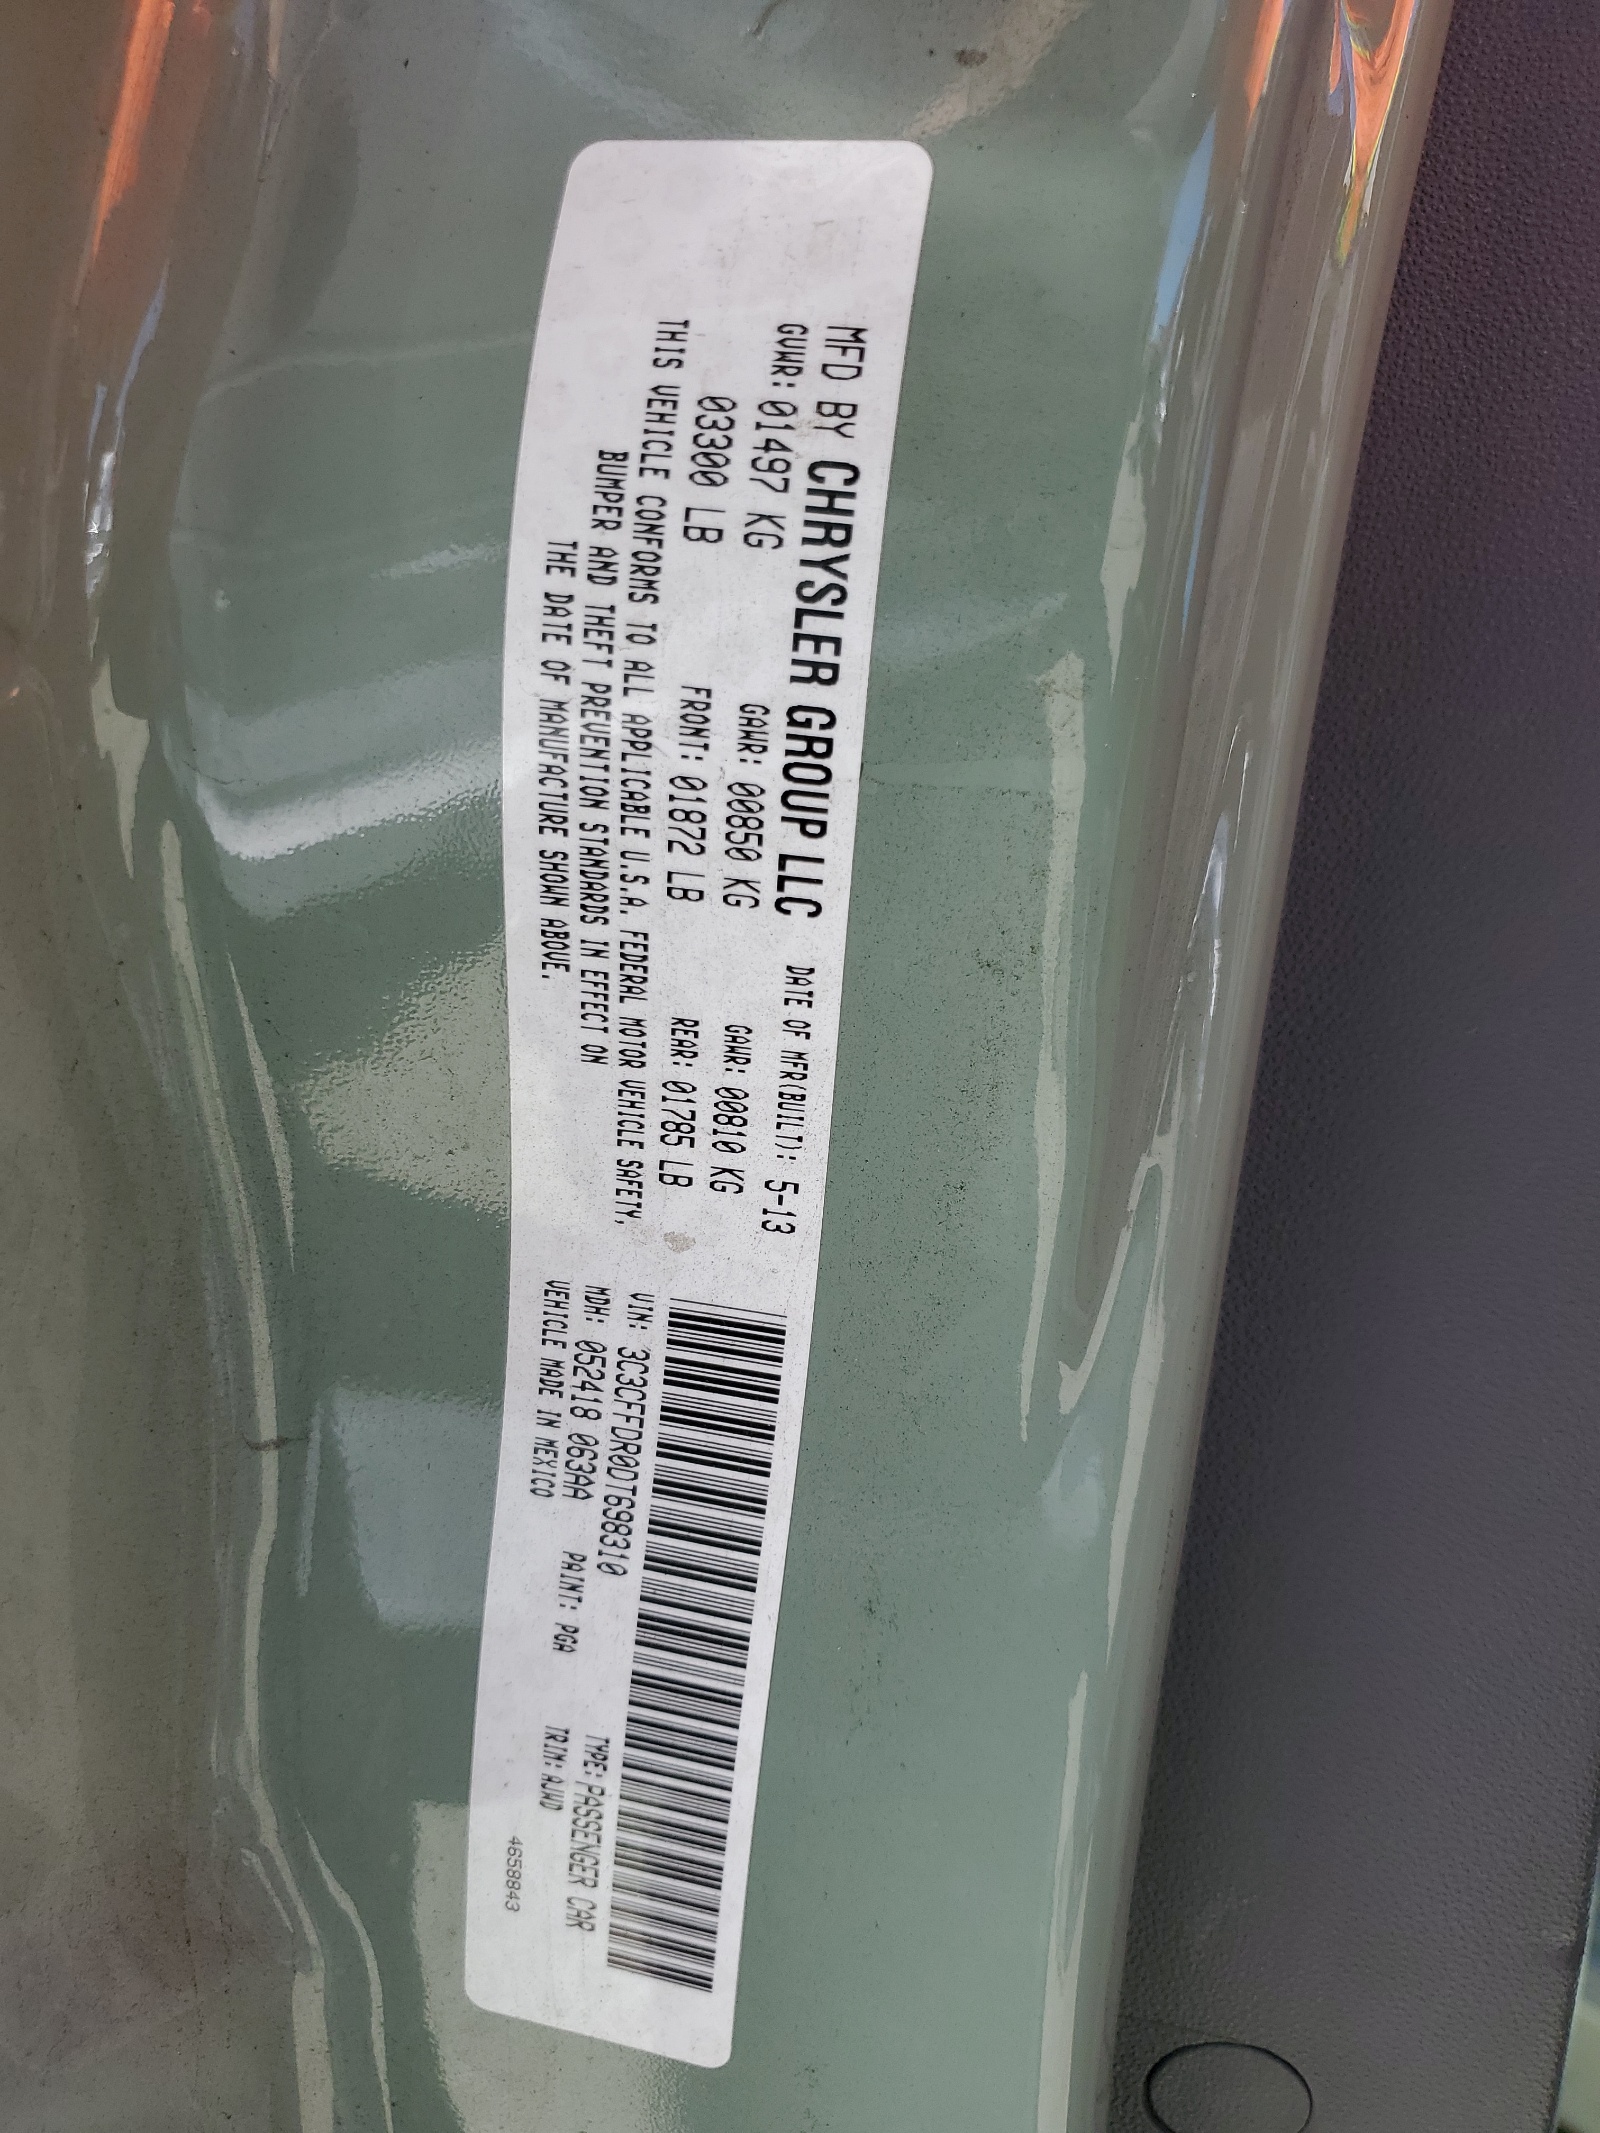 MFD BY CHRYSLER GROUP LLC DATE OF MFR(BUILT): 5-13
GVWR: 01497 KG GAWR: 00850 KG GAWR: 00810 KG
03300 LB FRONT: 01872 LB REAR: 01785 LB
THIS VEHICLE CONFORMS TO ALL APPLICABLE U.S.A. FEDERAL MOTOR VEHICLE SAFETY,
BUMPER AND THEFT PREVENTION STANDARDS IN EFFECT ON
THE DATE OF MANUFACTURE SHOWN ABOVE.
VIN: 3C3CFFDR0DT698310 TYPE: PASSENGER CAR
MDH: 052418 063AA PAINT: PGA TRIM: AJWD
VEHICLE MADE IN MEXICO
4658843